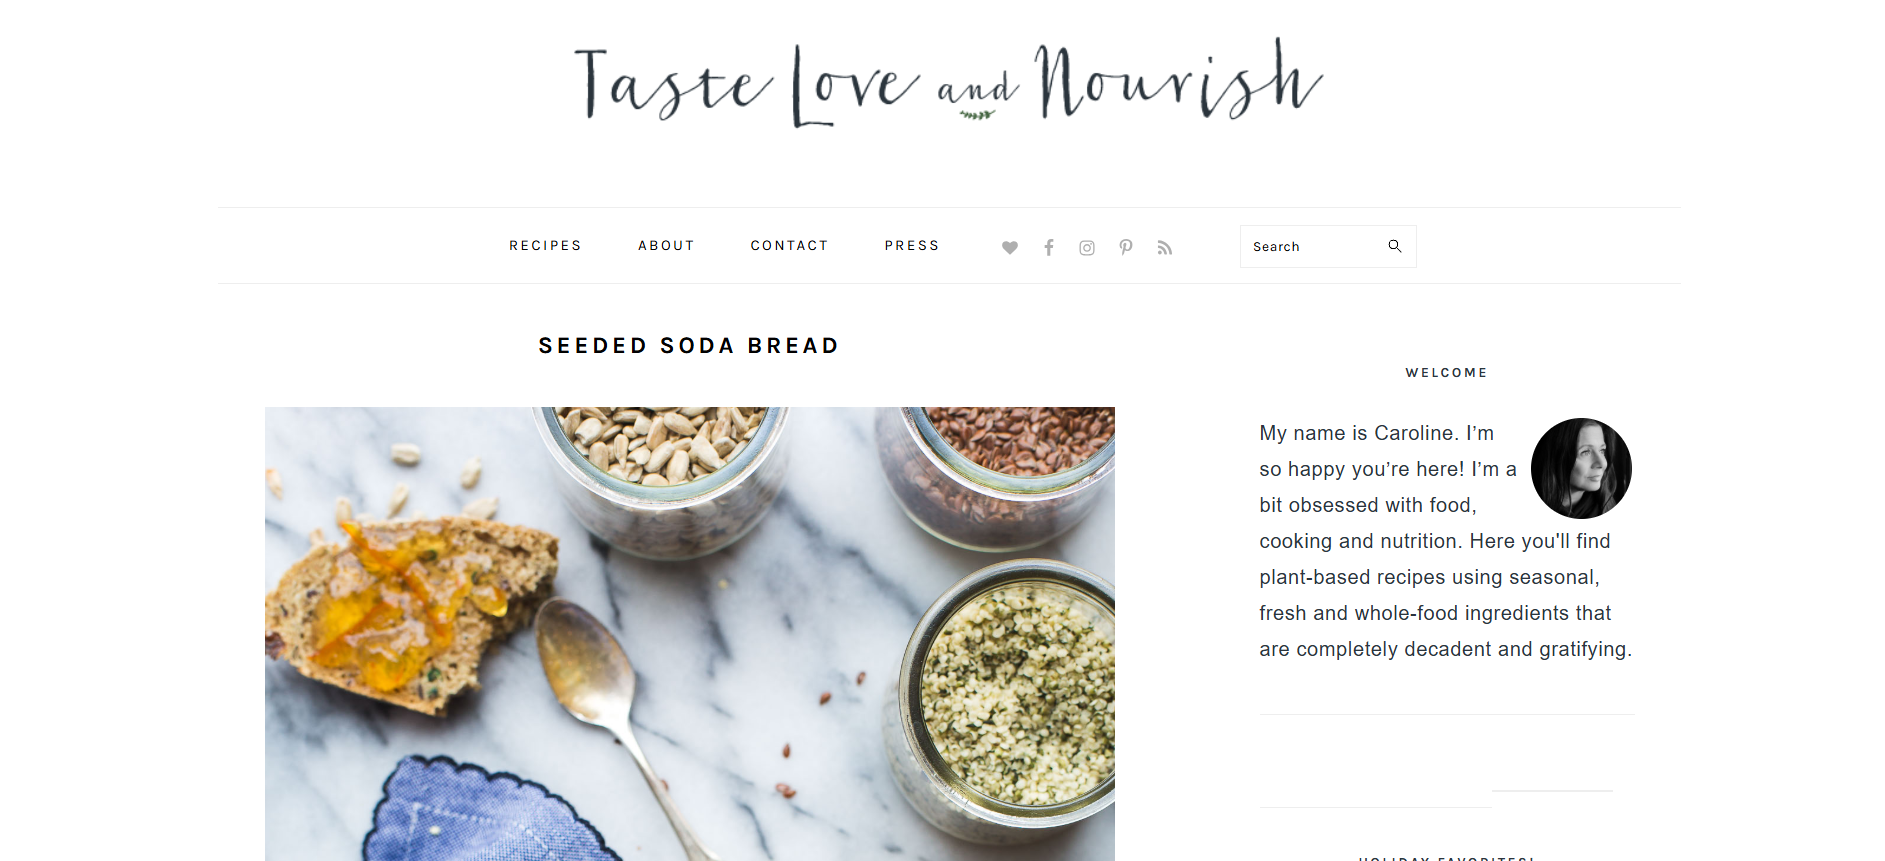 Taste Love and Nourish
RECIPES ABOUT CONTACT PRESS Search
SEEDED SODA BREAD
WELCOME
My name is Caroline. I’m
so happy you’re here! I’m a
bit obsessed with food,
cooking and nutrition. Here you'll find
plant-based recipes using seasonal,
fresh and whole-food ingredients that
are completely decadent and gratifying.
HOLIDAY FAVORITES!